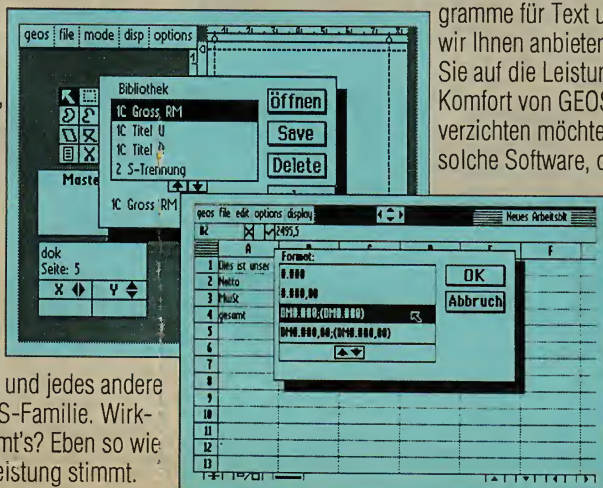 gramme für Text u
wir Ihnen anbieten
Sie auf die Leistun
Komfort von GEOS
verzichten möchte
solche Software, d
geos file mode disp options
Bibliothek
1C Gross RM
1C Titel U
1C Titel
2 S-Trennung
1C Gross RM
öffnen
Save
Delete
Maste
dok
Seite: 5
X Y
geos file edit options display
Neues Arbeitsblt
B2
2495,5
A F
1 Dies ist unser
2 Netto
3 MwSt
4 gesamt
5
6
7
8
9
10
11
12
13
Format:
0.000
0.000,00
DM0.000;(DM0.000)
DM0.000,00;(DM0.000,00)
OK
Abbruch
und jedes andere
S-Familie. Wirk-
mt's? Eben so wie
eistung stimmt.